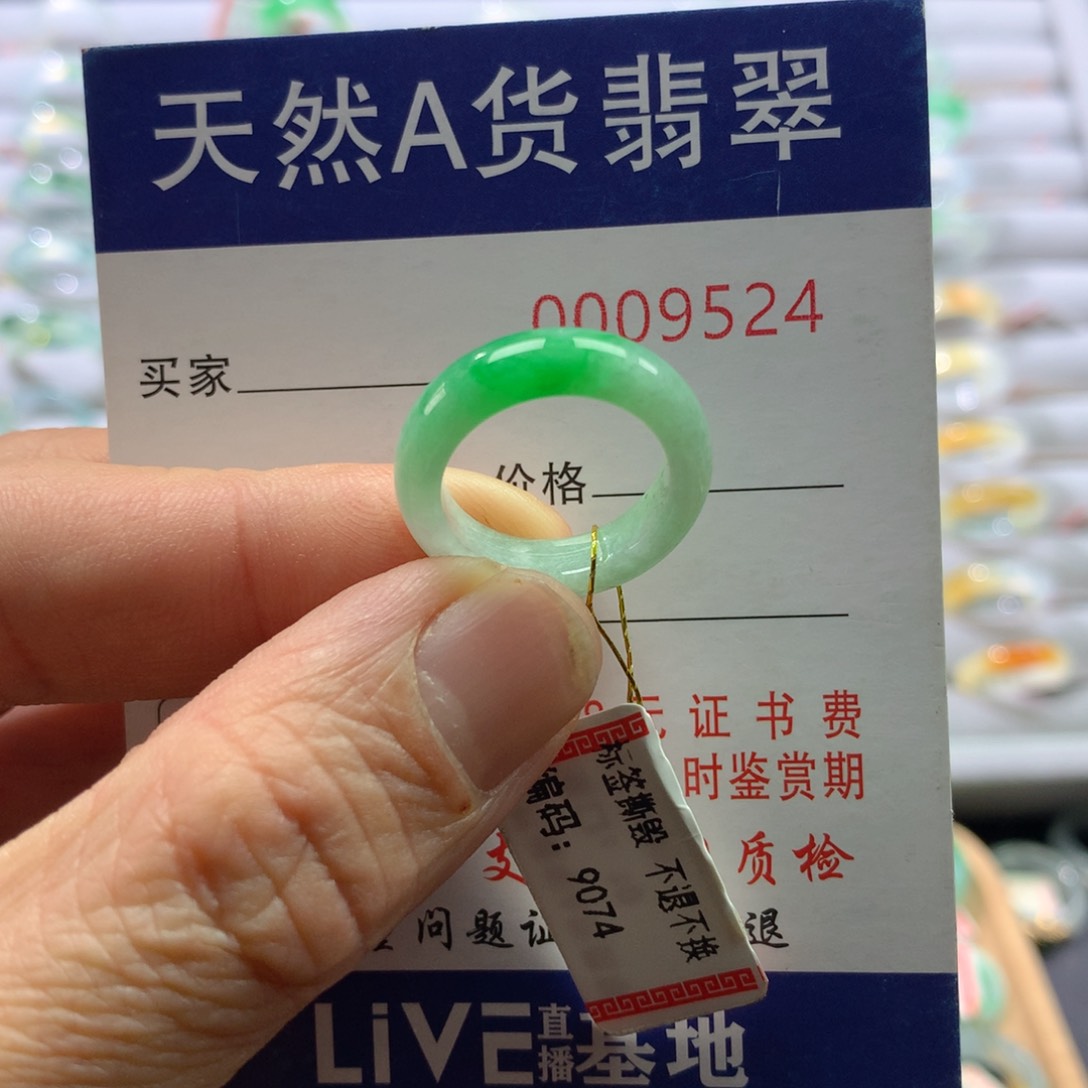 天然A货翡翠
0009524
买家
价格
元证书费
时鉴赏期
支 质检
问题证 退
标签撕毁 不退不换
编码：9074
LiVE直播基地